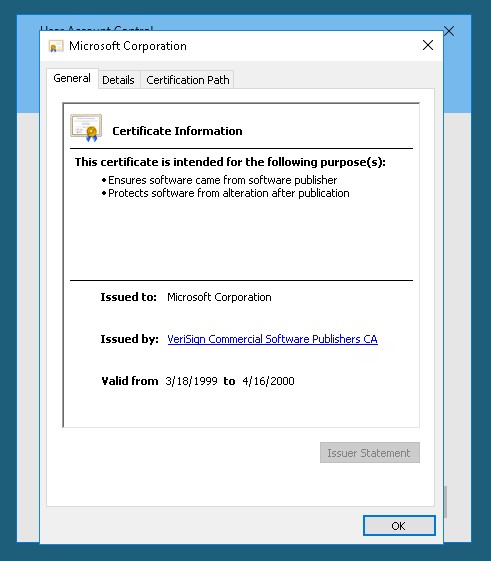 User Account Control
Microsoft Corporation
General Details Certification Path
Certificate Information
This certificate is intended for the following purpose(s):
• Ensures software came from software publisher
• Protects software from alteration after publication
Issued to: Microsoft Corporation
Issued by: VeriSign Commercial Software Publishers CA
Valid from 3/18/1999 to 4/16/2000
Issuer Statement
OK